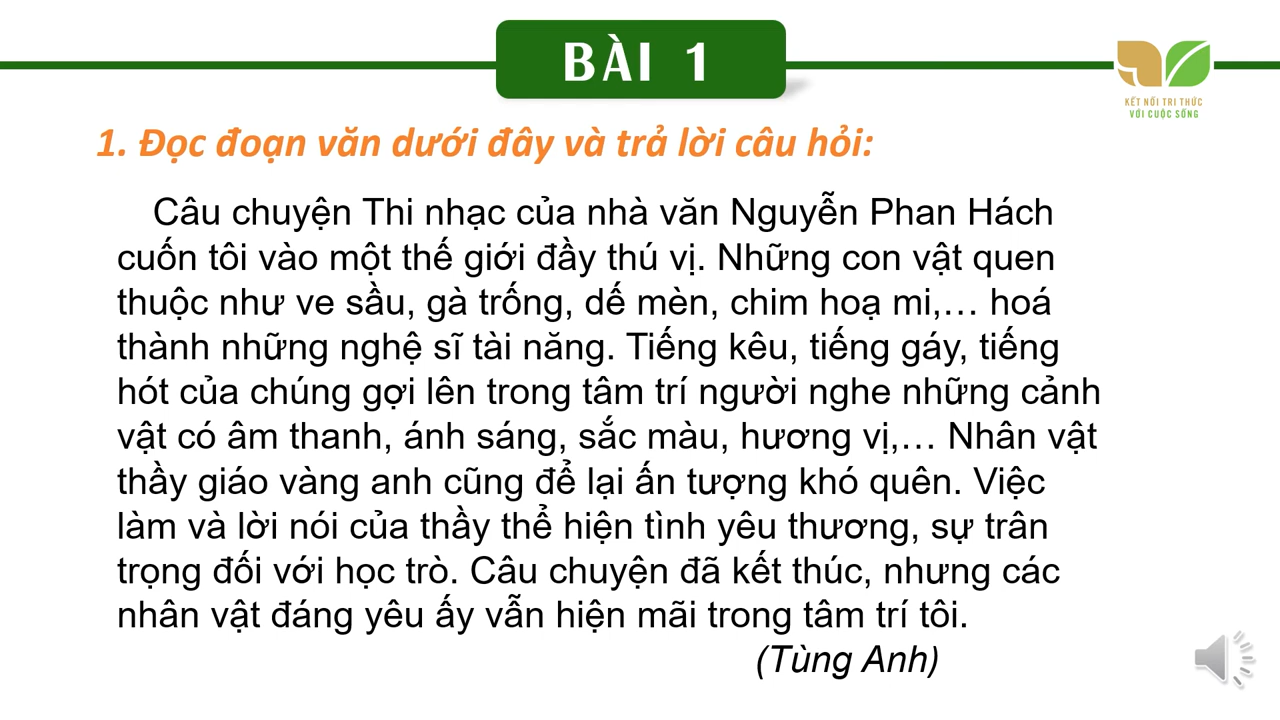 BÀI 1
KẾT NỐI TRI THỨC
VỚI CUỘC SỐNG
1. Đọc đoạn văn dưới đây và trả lời câu hỏi:
Câu chuyện Thi nhạc của nhà văn Nguyễn Phan Hách
cuốn tôi vào một thế giới đầy thú vị. Những con vật quen
thuộc như ve sầu, gà trống, dế mèn, chim hoạ mi,… hoá
thành những nghệ sĩ tài năng. Tiếng kêu, tiếng gáy, tiếng
hót của chúng gợi lên trong tâm trí người nghe những cảnh
vật có âm thanh, ánh sáng, sắc màu, hương vị,… Nhân vật
thầy giáo vàng anh cũng để lại ấn tượng khó quên. Việc
làm và lời nói của thầy thể hiện tình yêu thương, sự trân
trọng đối với học trò. Câu chuyện đã kết thúc, nhưng các
nhân vật đáng yêu ấy vẫn hiện mãi trong tâm trí tôi.
(Tùng Anh)